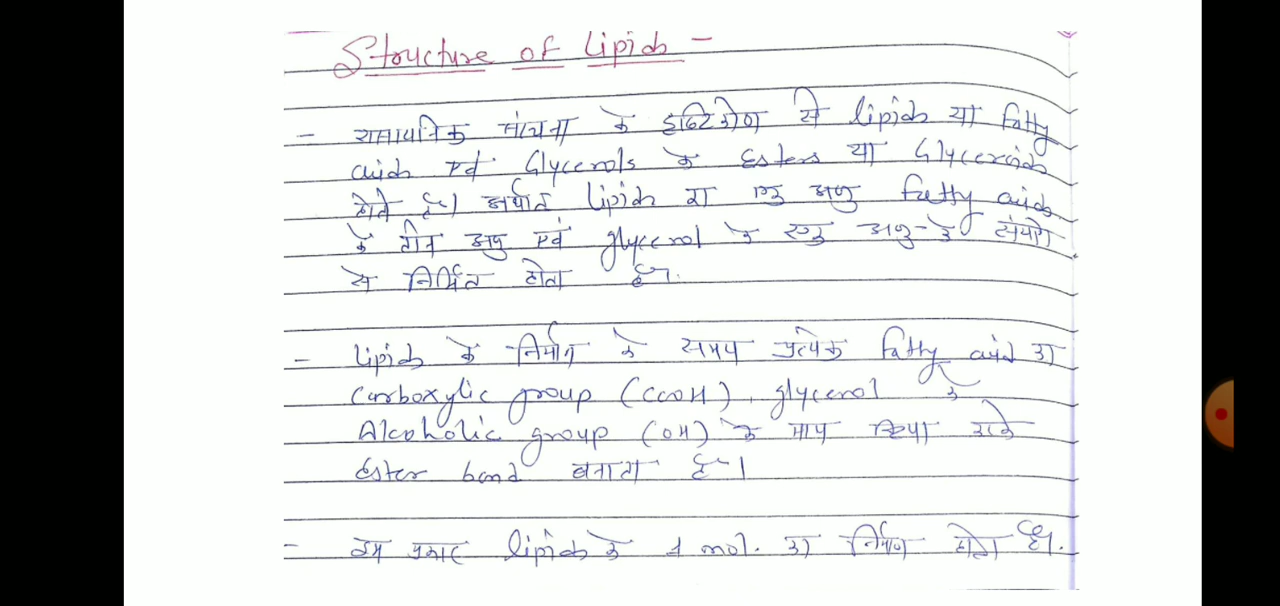 Structure of Lipids -
- रासायनिक संरचना के दृष्टिकोण से lipids या fatty
acids एवं Glycerols के Esters या Glycerids
होते हैं। अर्थात lipids का एक अणु fatty acids
के तीन अणु एवं glycerol के एक अणु के संयोग
से निर्मित होता है।
- lipids के निर्माण के समय प्रत्येक fatty acid का
Carboxylic group (COOH), glycerol के
Alcoholic group (OH) के साथ क्रिया करके
Ester bond बनाता है।
- इस प्रकार lipids के 1 mol. का निर्माण होता है।